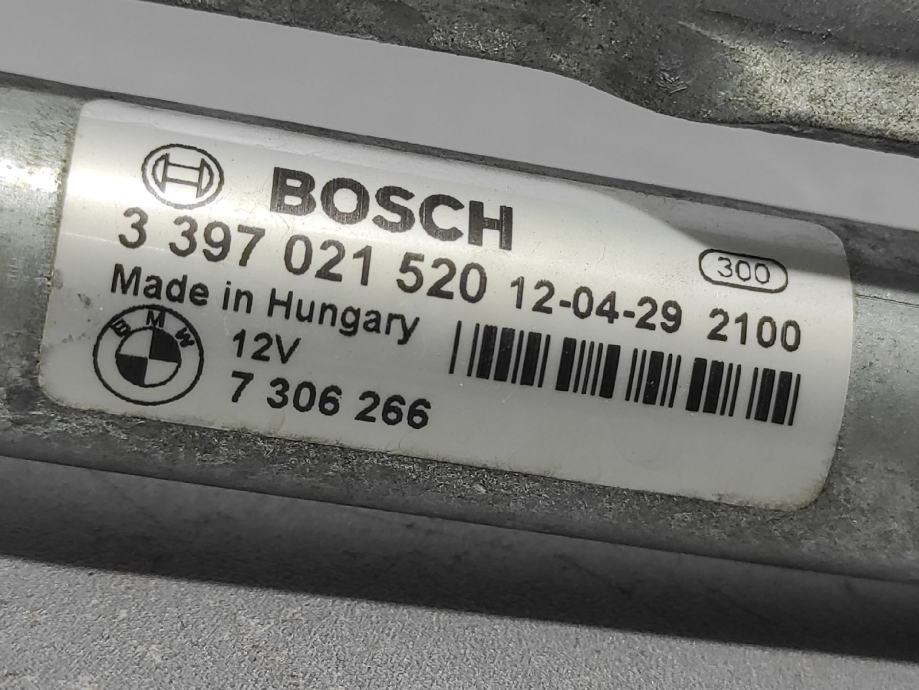 BOSCH
3 397 021 520 12-04-29 2100
300
Made in Hungary
BMW
12V
7 306 266